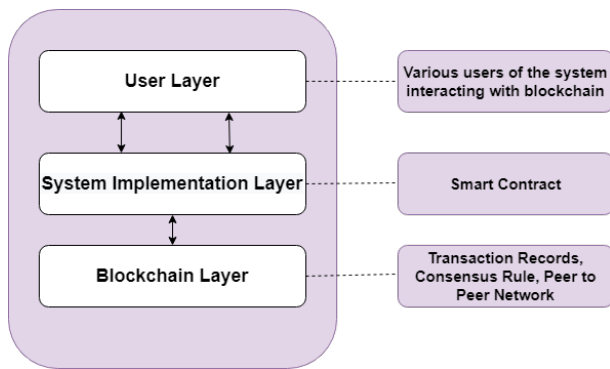 User Layer
Various users of the system
interacting with blockchain
System Implementation Layer
Smart Contract
Blockchain Layer
Transaction Records,
Consensus Rule, Peer to
Peer Network